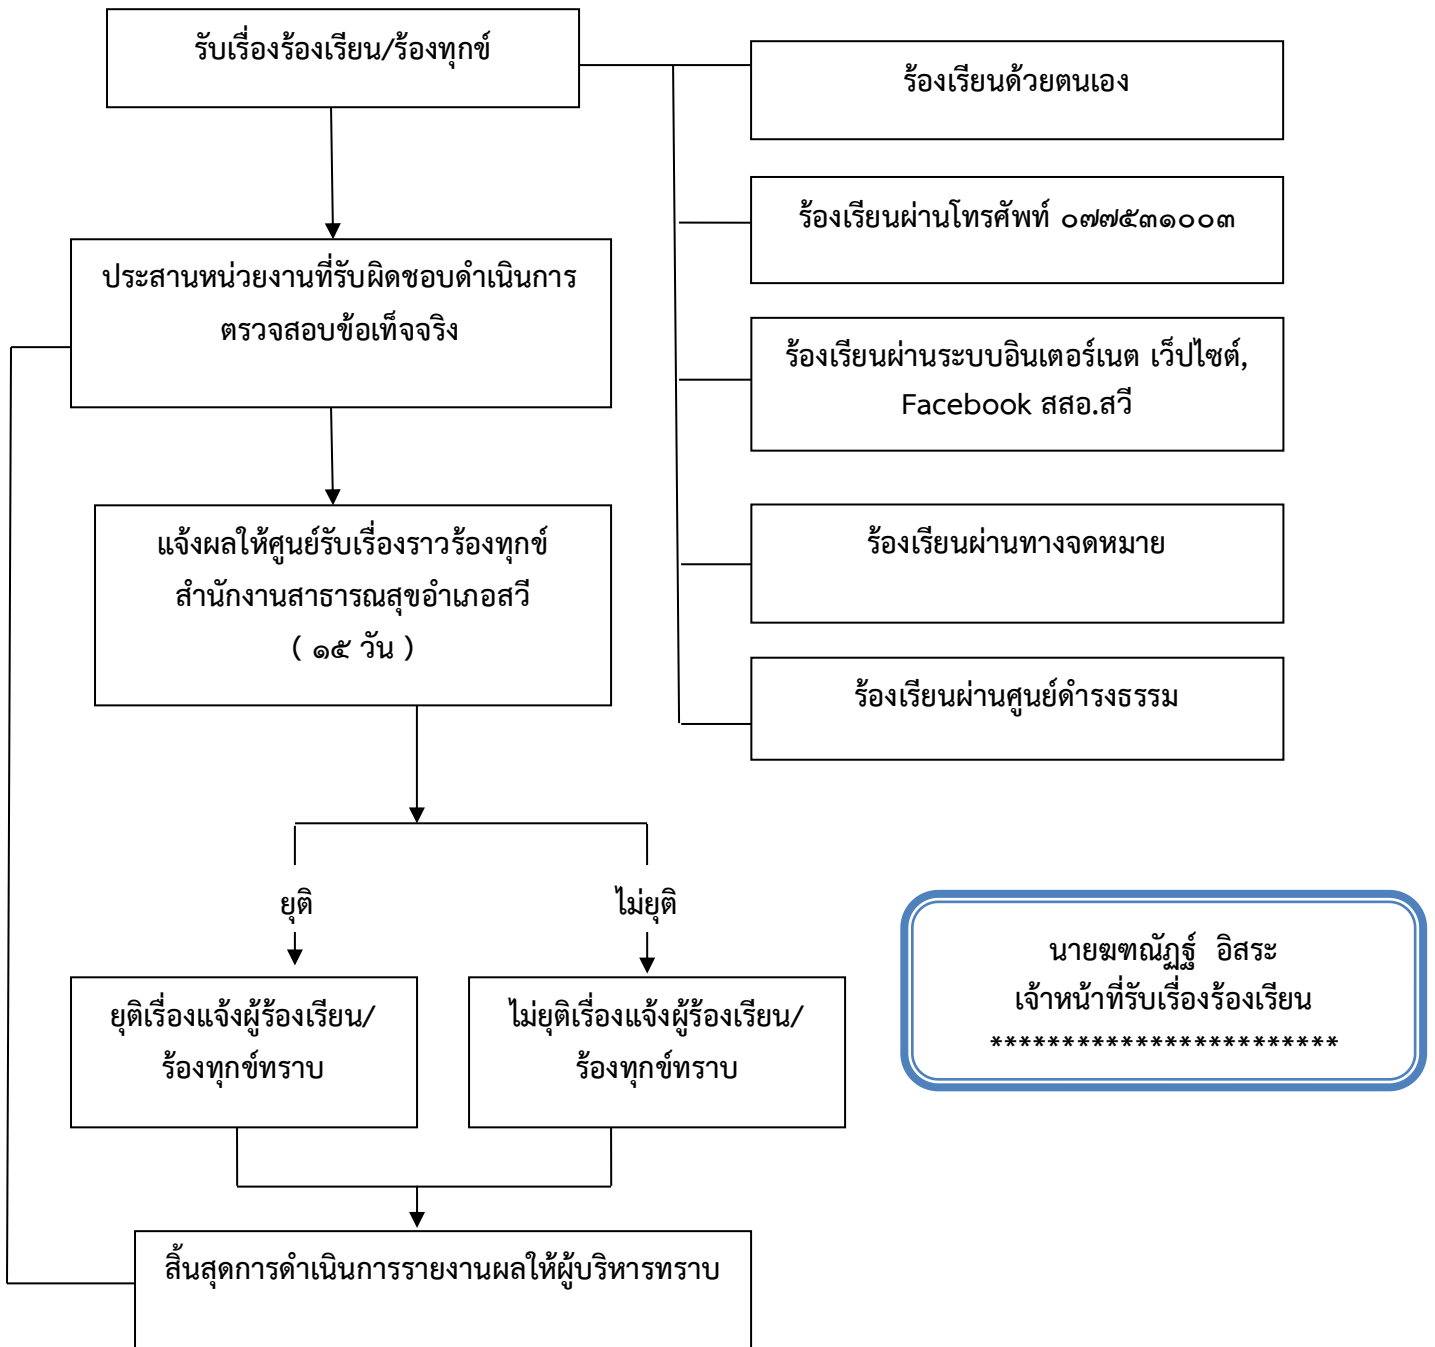 รับเรื่องร้องเรียน/ร้องทุกข์
ร้องเรียนด้วยตนเอง
ร้องเรียนผ่านโทรศัพท์ ๐๗๗๕๓๑๐๐๓
ประสานหน่วยงานที่รับผิดชอบดำเนินการ
ตรวจสอบข้อเท็จจริง
ร้องเรียนผ่านระบบอินเตอร์เนต เว็ปไซต์,
Facebook สสอ.สวี
แจ้งผลให้ศูนย์รับเรื่องราวร้องทุกข์
สำนักงานสาธารณสุขอำเภอสวี
( ๑๕ วัน )
ร้องเรียนผ่านทางจดหมาย
ร้องเรียนผ่านศูนย์ดำรงธรรม
ยุติ
ไม่ยุติ
ยุติเรื่องแจ้งผู้ร้องเรียน/
ร้องทุกข์ทราบ
ไม่ยุติเรื่องแจ้งผู้ร้องเรียน/
ร้องทุกข์ทราบ
นายฆฑณัฏฐ์ อิสระ
เจ้าหน้าที่รับเรื่องร้องเรียน
************************
สิ้นสุดการดำเนินการรายงานผลให้ผู้บริหารทราบ